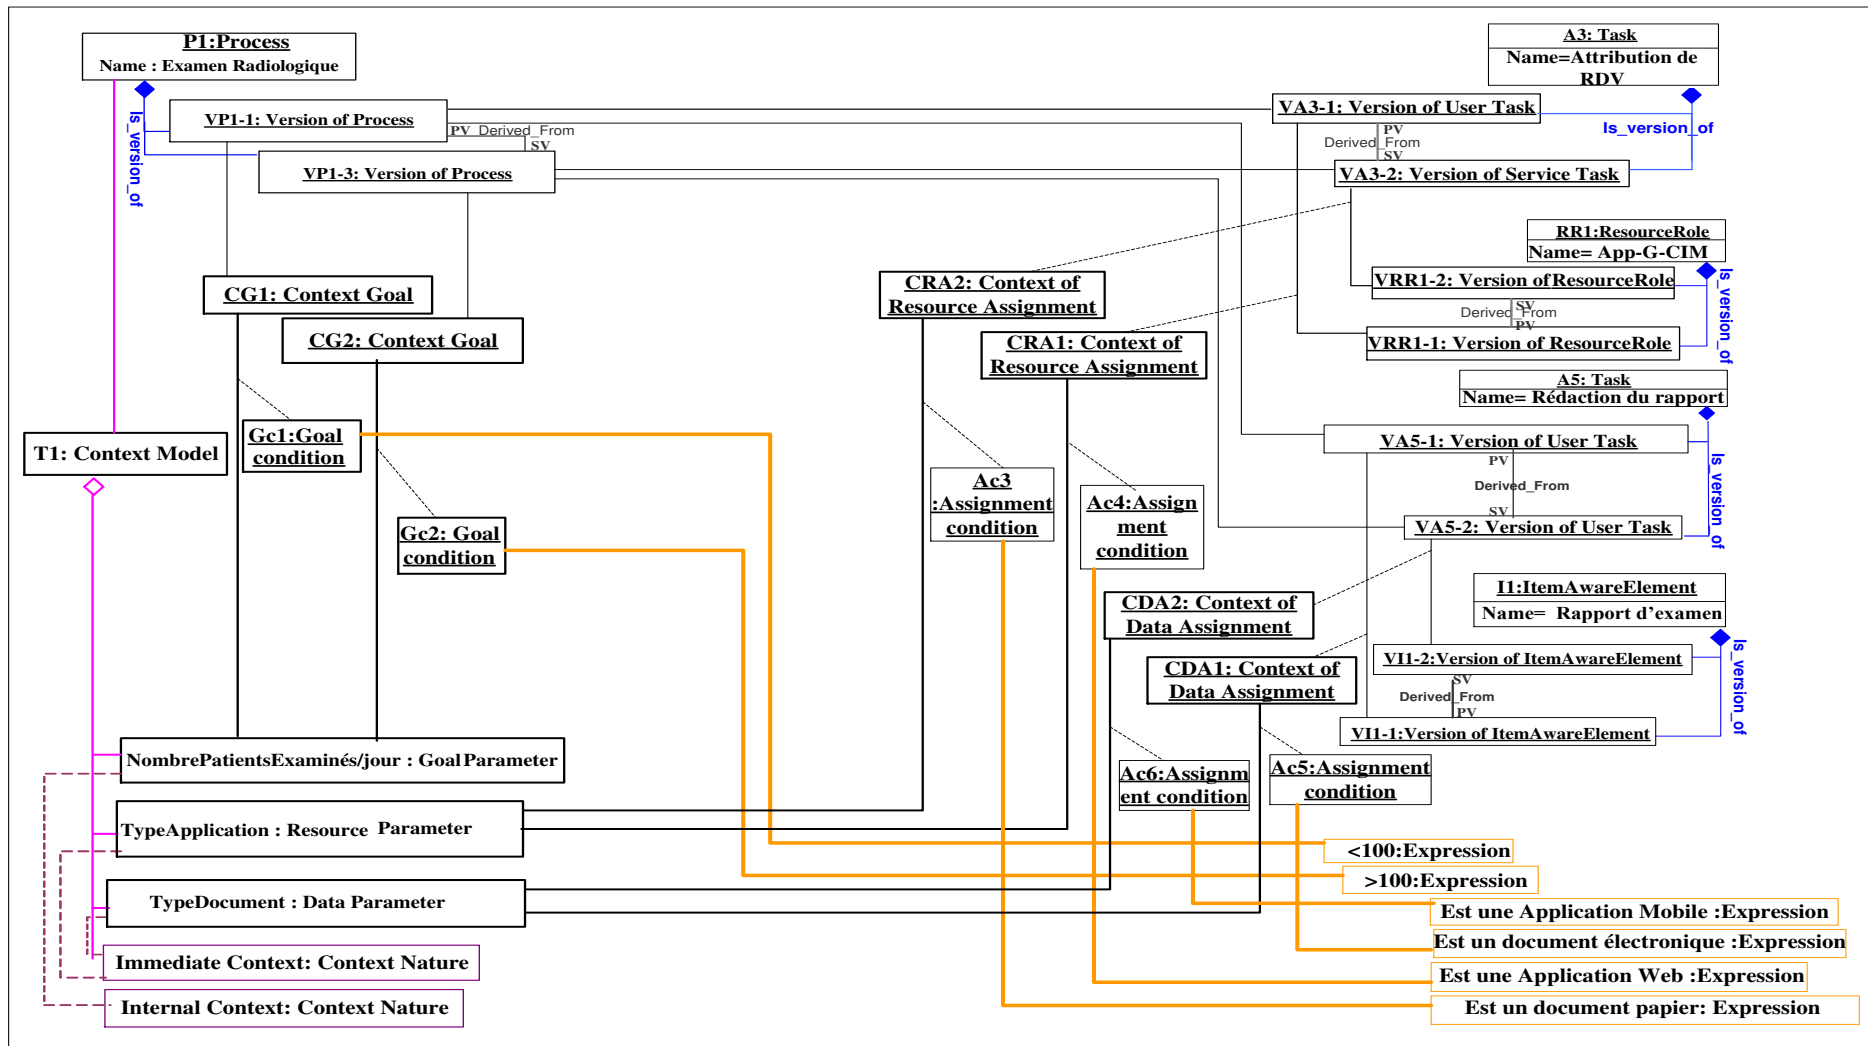 P1:Process
Name : Examen Radiologique
A3: Task
Name=Attribution de
RDV
Is_version_of
VP1-1: Version of Process
PV Derived_From
SV
VP1-3: Version of Process
VA3-1: Version of User Task
Is_version_of
PV
Derived_From
SV
VA3-2: Version of Service Task
RR1:ResourceRole
Name= App-G-CIM
Is_version_of
VRR1-2: Version of ResourceRole
SV
Derived_From
PV
VRR1-1: Version of ResourceRole
CG1: Context Goal
CG2: Context Goal
CRA2: Context of
Resource Assignment
CRA1: Context of
Resource Assignment
A5: Task
Name= Rédaction du rapport
Is_version_of
VA5-1: Version of User Task
PV
Derived_From
SV
VA5-2: Version of User Task
T1: Context Model
Gc1:Goal
condition
Gc2: Goal
condition
Ac3
:Assignment
condition
Ac4:Assign
ment
condition
I1:ItemAwareElement
Name= Rapport d’examen
Is_version_of
CDA2: Context of
Data Assignment
CDA1: Context of
Data Assignment
VI1-2:Version of ItemAwareElement
SV
Derived_From
PV
VI1-1:Version of ItemAwareElement
NombrePatientsExaminés/jour : Goal Parameter
Ac6:Assignm
ent condition
Ac5:Assignment
condition
TypeApplication : Resource Parameter
<100:Expression
>100:Expression
TypeDocument : Data Parameter
Est une Application Mobile :Expression
Est un document électronique :Expression
Immediate Context: Context Nature
Est une Application Web :Expression
Internal Context: Context Nature
Est un document papier: Expression